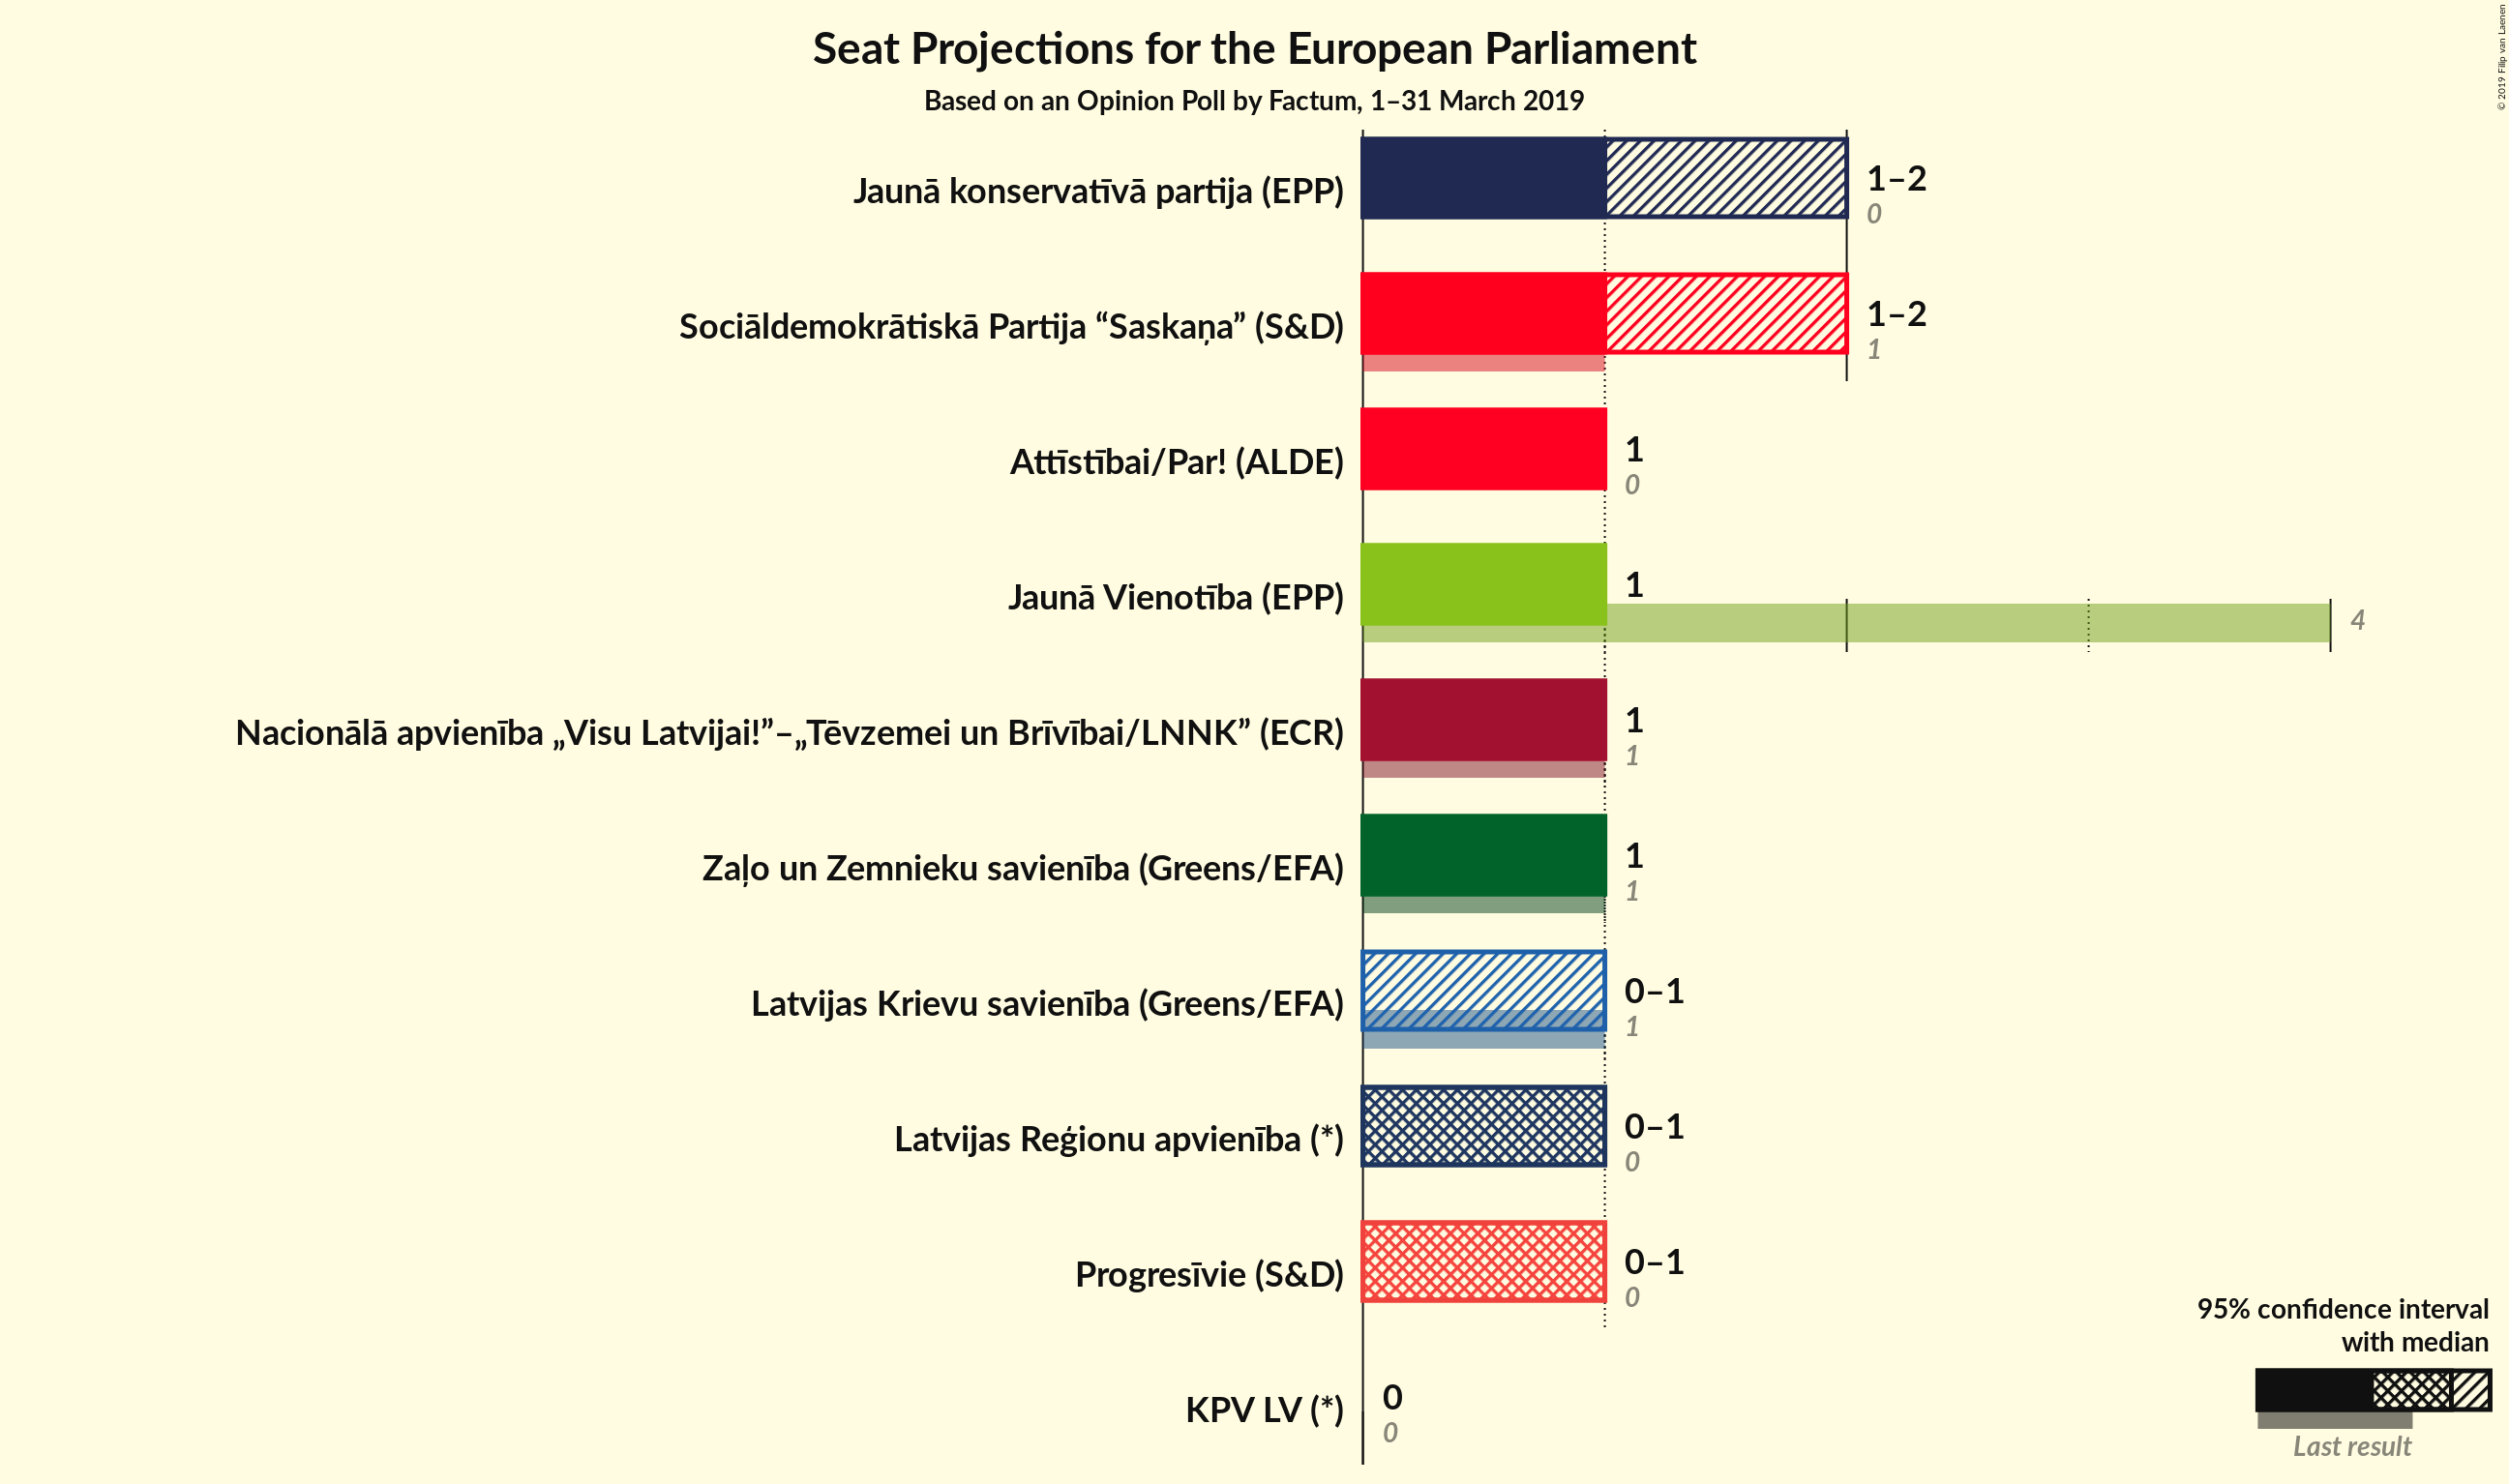 Seat Projections for the European Parliament
Based on an Opinion Poll by Factum, 1–31 March 2019
© 2019 Filip van Laenen
Jaunā konservatīvā partija (EPP)
1–2
0
Sociāldemokrātiskā Partija “Saskaņa” (S&D)
1–2
1
Attīstībai/Par! (ALDE)
1
0
Jaunā Vienotība (EPP)
1
4
Nacionālā apvienība „Visu Latvijai!”–„Tēvzemei un Brīvībai/LNNK” (ECR)
1
1
Zaļo un Zemnieku savienība (Greens/EFA)
1
1
Latvijas Krievu savienība (Greens/EFA)
0–1
1
Latvijas Reģionu apvienība (*)
0–1
0
Progresīvie (S&D)
0–1
0
KPV LV (*)
0
0
95% confidence interval
with median
Last result